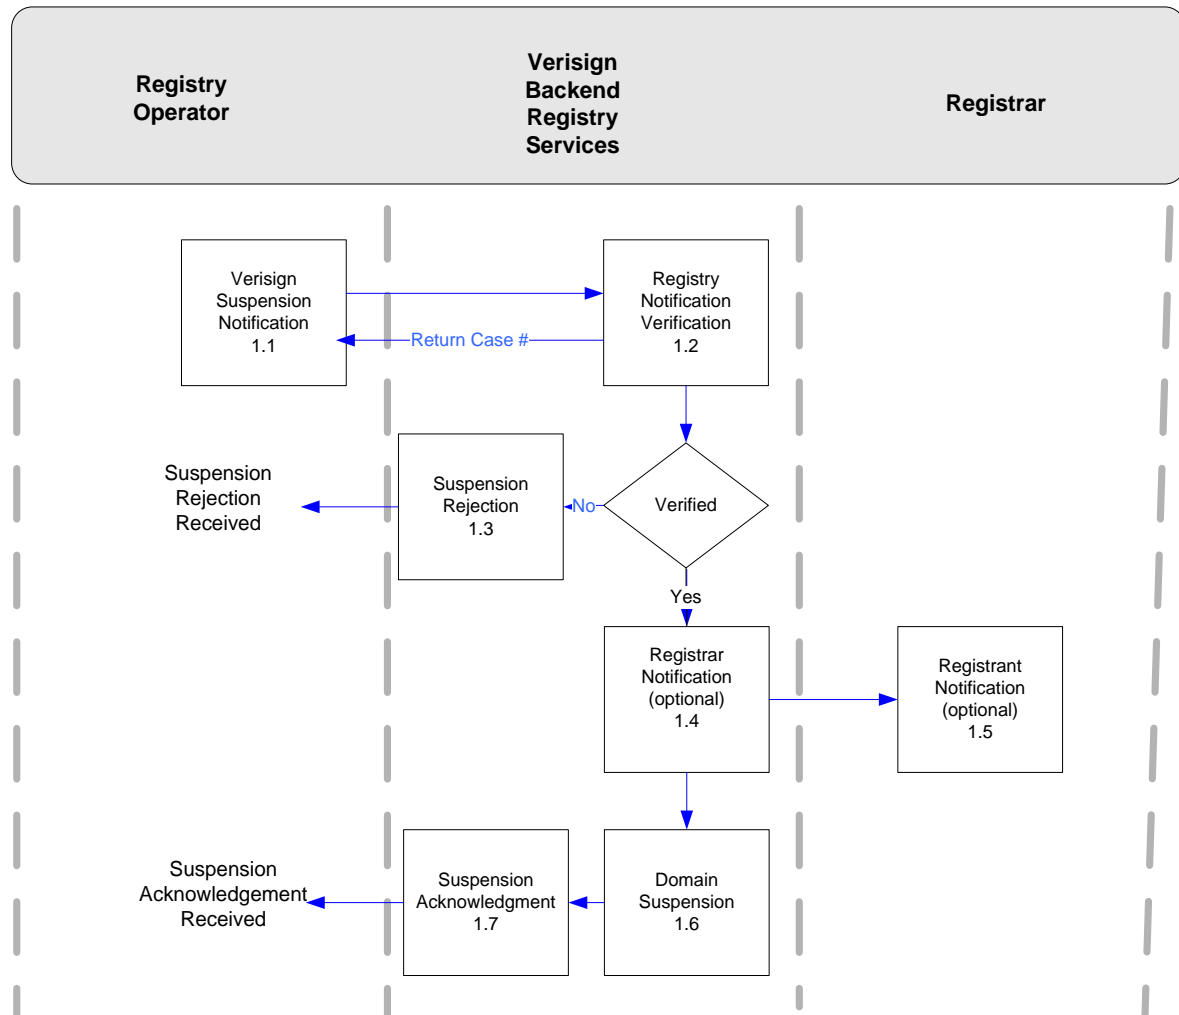 Registry
Operator
Verisign
Backend
Registry
Services
Registrar
Verisign
Suspension
Notification
1.1
Return Case #
Registry
Notification
Verification
1.2
Suspension
Rejection
Received
Suspension
Rejection
1.3
No
Verified
Yes
Registrar
Notification
(optional)
1.4
Registrant
Notification
(optional)
1.5
Suspension
Acknowledgement
Received
Suspension
Acknowledgment
1.7
Domain
Suspension
1.6